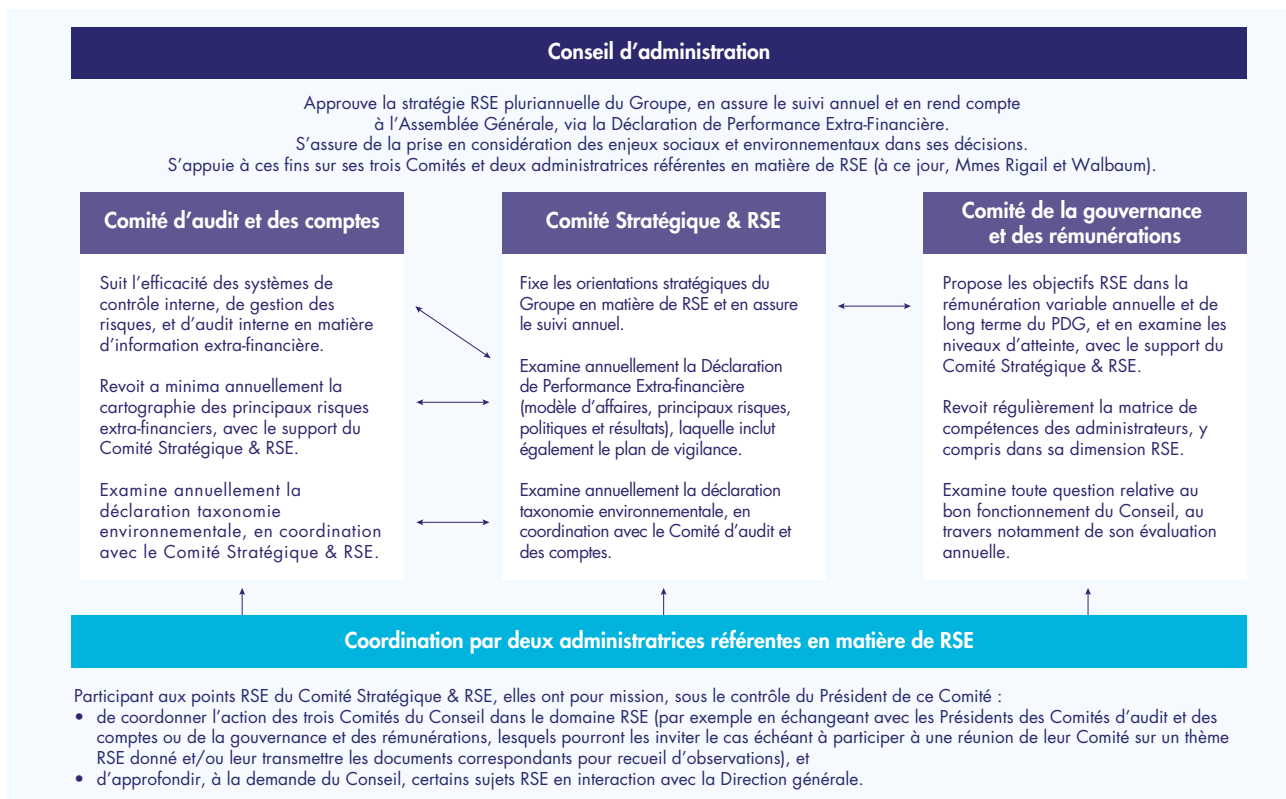 Conseil d'administration
Approuve la stratégie RSE pluriannuelle du Groupe, en assure le suivi annuel et en rend compte
à l'Assemblée Générale, via la Déclaration de Performance Extra-Financière.
S'assure de la prise en considération des enjeux sociaux et environnementaux dans ses décisions.
S'appuie à ces fins sur ses trois Comités et deux administratrices référentes en matière de RSE (à ce jour, Mmes Rigail et Walbaum).
Comité d'audit et des comptes
Suit l'efficacité des systèmes de
contrôle interne, de gestion des
risques, et d'audit interne en matière
d'information extra-financière.
Revoit a minima annuellement la
cartographie des principaux risques
extra-financiers, avec le support du
Comité Stratégique & RSE.
Examine annuellement la
déclaration taxonomie
environnementale, en coordination
avec le Comité Stratégique & RSE.
Comité Stratégique & RSE
Fixe les orientations stratégiques du
Groupe en matière de RSE et en assure
le suivi annuel.
Examine annuellement la Déclaration
de Performance Extra-financière
(modèle d'affaires, principaux risques,
politiques et résultats), laquelle inclut
également le plan de vigilance.
Examine annuellement la déclaration
taxonomie environnementale, en
coordination avec le Comité d'audit et
des comptes.
Comité de la gouvernance
et des rémunérations
Propose les objectifs RSE dans la
rémunération variable annuelle et de
long terme du PDG, et en examine les
niveaux d'atteinte, avec le support du
Comité Stratégique & RSE.
Revoit régulièrement la matrice de
compétences des administrateurs, y
compris dans sa dimension RSE.
Examine toute question relative au
bon fonctionnement du Conseil, au
travers notamment de son évaluation
annuelle.
Coordination par deux administratrices référentes en matière de RSE
Participant aux points RSE du Comité Stratégique & RSE, elles ont pour mission, sous le contrôle du Président de ce Comité :
• de coordonner l'action des trois Comités du Conseil dans le domaine RSE (par exemple en échangeant avec les Présidents des Comités d'audit et des
comptes ou de la gouvernance et des rémunérations, lesquels pourront les inviter le cas échéant à participer à une réunion de leur Comité sur un thème
RSE donné et/ou leur transmettre les documents correspondants pour recueil d'observations), et
• d'approfondir, à la demande du Conseil, certains sujets RSE en interaction avec la Direction générale.